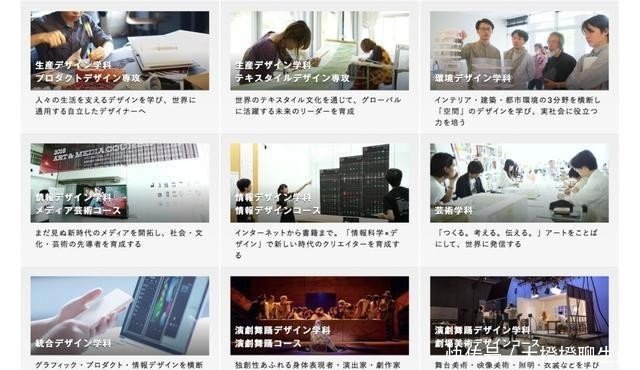 生産デザイン学科
プロダクトデザイン専攻
人々の生活を支えるデザインを学び、世界に
通用する自立したデザイナーへ
生産デザイン学科
テキスタイルデザイン専攻
世界のテキスタイル文化を通じて、グローバル
に活躍する未来のリーダーを育成
環境デザイン学科
インテリア・建築・都市環境の3分野を横断し
「空間」のデザインを学び、実社会に役立つ
力を培う
2016
ART & MEDIA COURSE
情報デザイン学科
メディア芸術コース
まだ見ぬ新時代のメディアを開拓し、社会・文
化・芸術の先導者を育成する
情報デザイン学科
情報デザインコース
インターネットから書籍まで。「情報科学×デ
ザイン」で新しい時代のクリエイターを育成す
る
芸術学科
「つくる。考える。伝える。」アートをことば
にして、世界に発信する
統合デザイン学科
グラフィック・プロダクト・情報デザインを横断
演劇舞踊デザイン学科
演劇舞踊コース
独創性あふれる身体表現者・演出家・劇作家
演劇舞踊デザイン学科
劇場美術デザインコース
舞台美術・映像美術・照明・衣裳などを学び
快传号 / 大橙橙聊生活